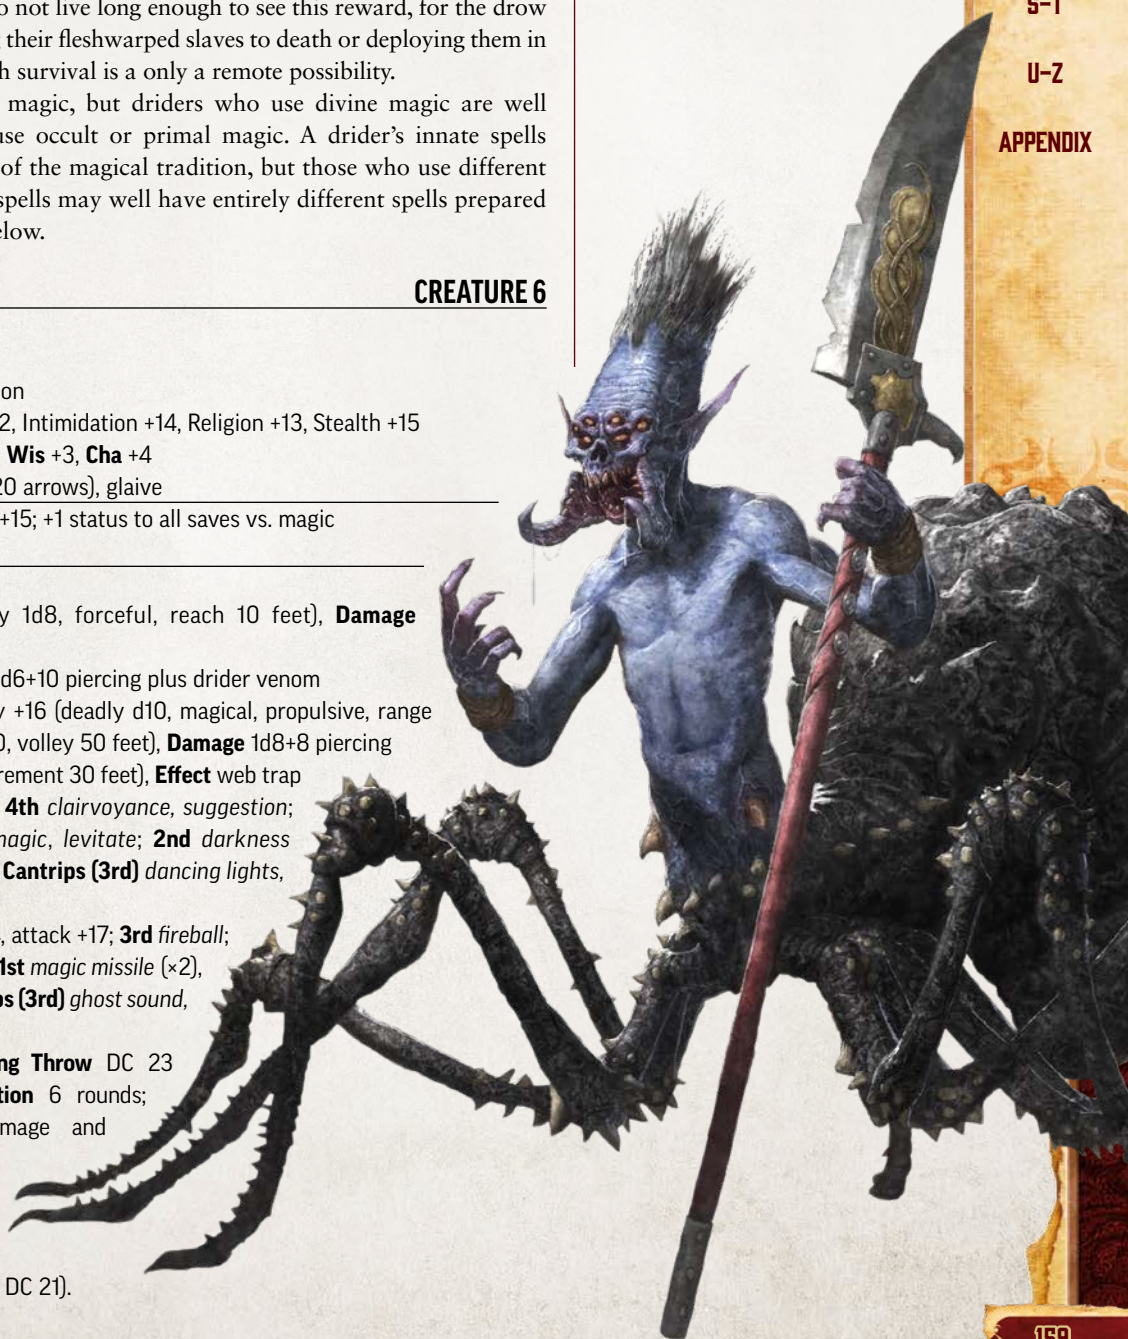 o not live long enough to see this reward, for the drow
g their fleshwarped slaves to death or deploying them in
h survival is a only a remote possibility.
magic, but driders who use divine magic are well
use occult or primal magic. A drider’s innate spells
of the magical tradition, but those who use different
spells may well have entirely different spells prepared
elow.
CREATURE 6
on
2, Intimidation +14, Religion +13, Stealth +15
Wis +3, Cha +4
20 arrows), glaive
+15; +1 status to all saves vs. magic
y 1d8, forceful, reach 10 feet), Damage
d6+10 piercing plus drider venom
y +16 (deadly d10, magical, propulsive, range
0, volley 50 feet), Damage 1d8+8 piercing
rement 30 feet), Effect web trap
4th clairvoyance, suggestion;
magic, levitate; 2nd darkness
Cantrips (3rd) dancing lights,
, attack +17; 3rd fireball;
1st magic missile (×2),
ps (3rd) ghost sound,
ng Throw DC 23
tion 6 rounds;
mage and
DC 21).
S–T
U–Z
APPENDIX
159